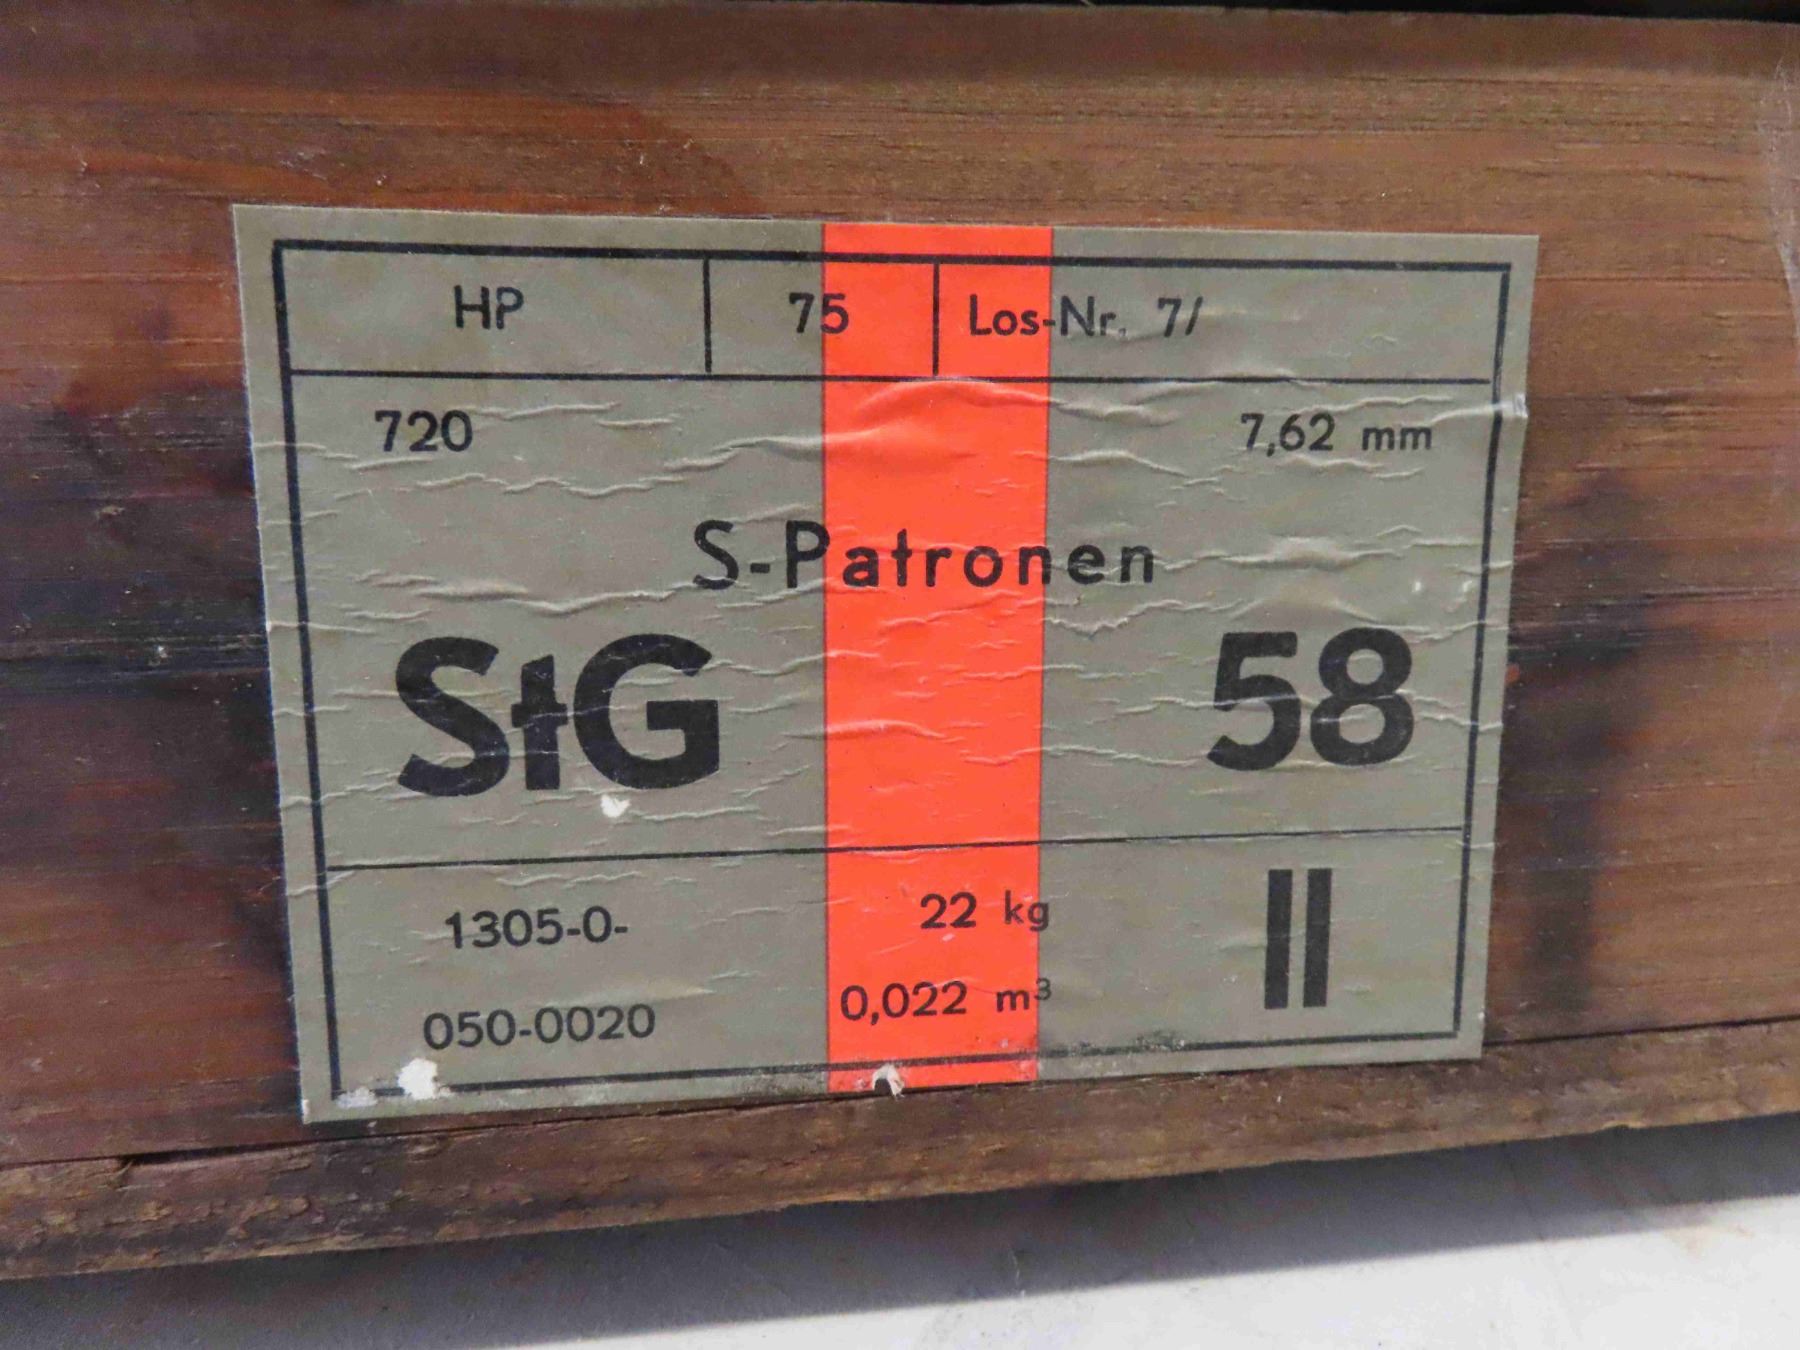 HP 75 Los-Nr. 7/
720 7,62 mm
S-Patronen
StG 58
1305-0- 22 kg II
050-0020 0,022 m³